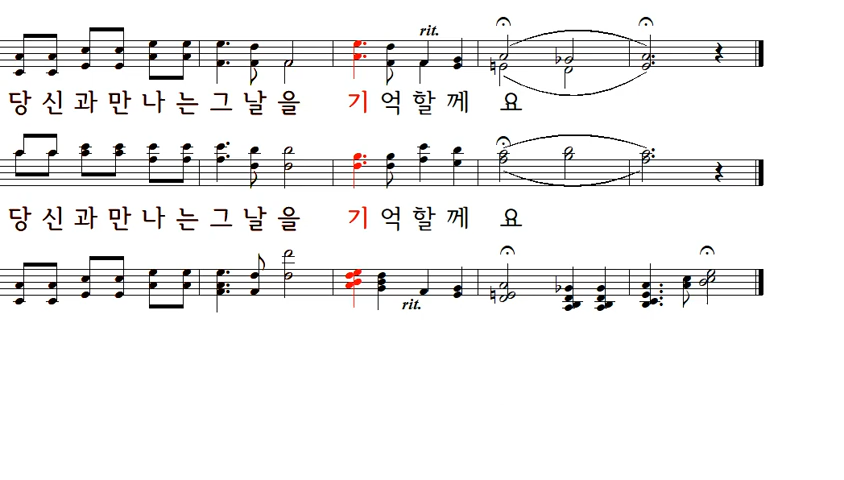 rit.
당 신 과 만 나 는 그 날 을 기 억 할 께 요
당 신 과 만 나 는 그 날 을 기 억 할 께 요
rit.